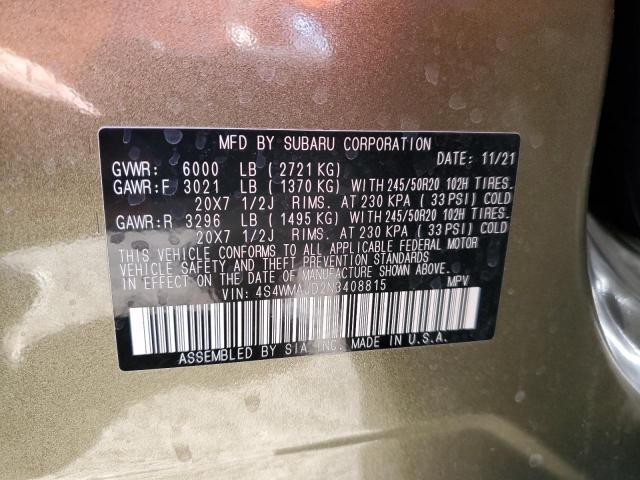 MFD BY SUBARU CORPORATION
DATE: 11/21
GVWR: 6000 LB ( 2721 KG)
GAWR:F 3021 LB ( 1370 KG) WITH 245/50R20 102H TIRES.
20X7 1/2J RIMS. AT 230 KPA ( 33 PSI) COLD
GAWR:R 3296 LB ( 1495 KG) WITH 245/50R20 102H TIRES.
20X7 1/2J RIMS. AT 230 KPA ( 33 PSI) COLD
THIS VEHICLE CONFORMS TO ALL APPLICABLE FEDERAL MOTOR
VEHICLE SAFETY AND THEFT PREVENTION STANDARDS
IN EFFECT ON THE DATE OF MANUFACTURE SHOWN ABOVE.
VIN: 4S4WMAJD2N3408815 MPV
ASSEMBLED BY SIA INC. MADE IN U.S.A.